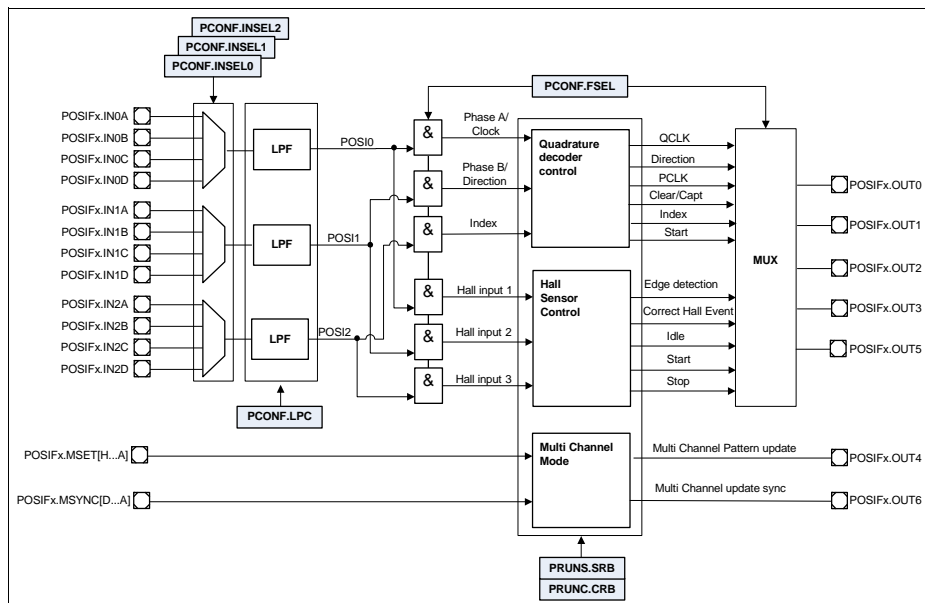 PCONF.INSEL2
PCONF.INSEL1
PCONF.INSEL0
PCONF.FSEL
POSIFx.IN0A
POSIFx.IN0B
POSIFx.IN0C
POSIFx.IN0D
POSIFx.IN1A
POSIFx.IN1B
POSIFx.IN1C
POSIFx.IN1D
POSIFx.IN2A
POSIFx.IN2B
POSIFx.IN2C
POSIFx.IN2D
LPF
LPF
LPF
POSI0
POSI1
POSI2
PCONF.LPC
&
&
&
&
&
&
Phase A/
Clock
Phase B/
Direction
Index
Hall input 1
Hall input 2
Hall input 3
Quadrature
decoder
control
QCLK
Direction
PCLK
Clear/Capt
Index
Start
Hall
Sensor
Control
Edge detection
Correct Hall Event
Idle
Start
Stop
MUX
POSIFx.OUT0
POSIFx.OUT1
POSIFx.OUT2
POSIFx.OUT3
POSIFx.OUT5
POSIFx.MSET[H...A]
POSIFx.MSYNC[D...A]
Multi Channel
Mode
Multi Channel Pattern update
Multi Channel update sync
POSIFx.OUT4
POSIFx.OUT6
PRUNS.SRB
PRUNC.CRB